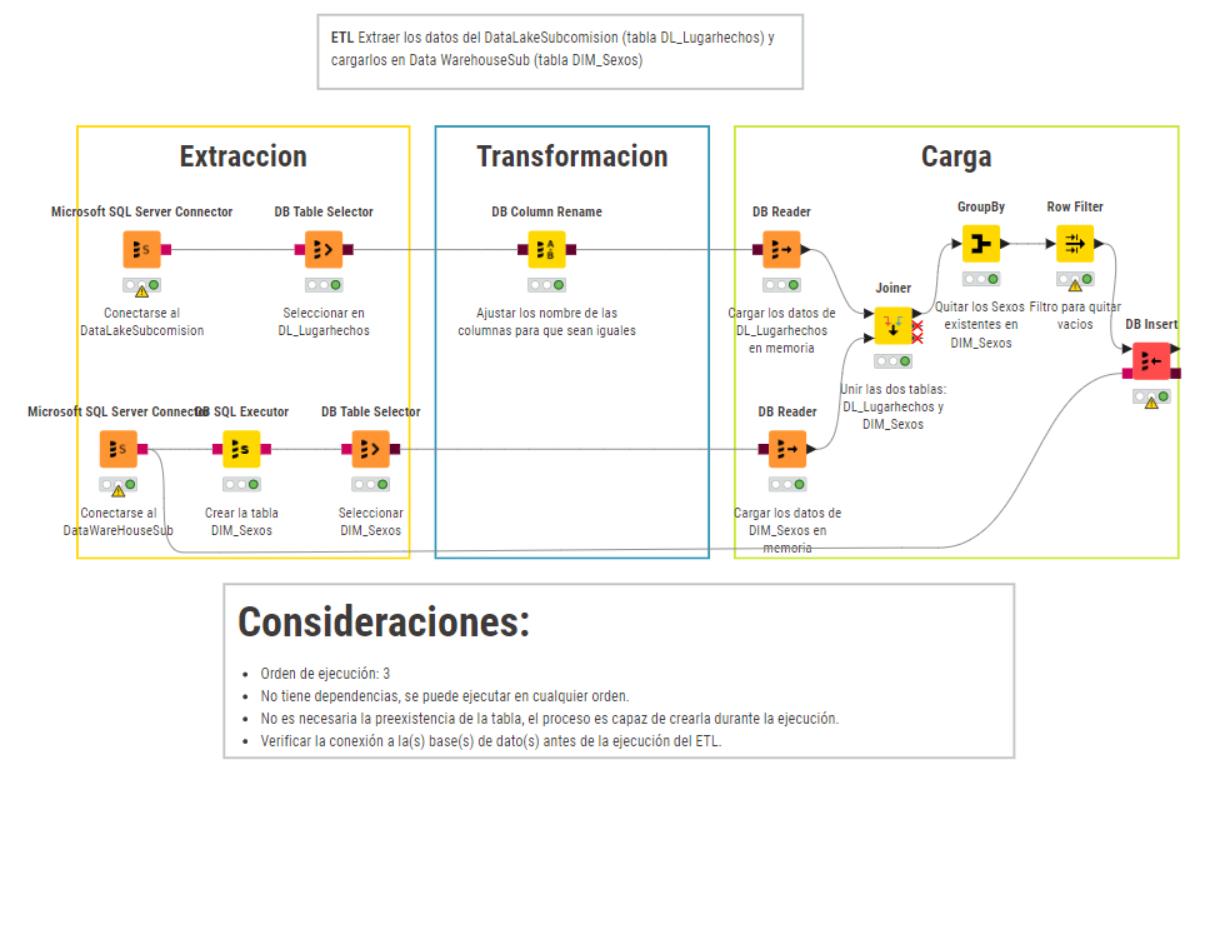 ETL Extraer los datos del DataLakeSubcomision (tabla DL_Lugarhechos) y
cargarlos en Data WarehouseSub (tabla DIM_Sexos)
Extraccion
Microsoft SQL Server Connector
DB Table Selector
S
Conectarse al
DataLakeSubcomision
Seleccionar en
DL_Lugarhechos
Microsoft SQL Server Connector
DB SQL Executor
DB Table Selector
S
s
Conectarse al
DataWareHouseSub
Crear la tabla
DIM_Sexos
Seleccionar
DIM_Sexos
Transformacion
DB Column Rename
A
B
Ajustar los nombre de las
columnas para que sean iguales
Carga
DB Reader
Cargar los datos de
DL_Lugarhechos
en memoria
DB Reader
Cargar los datos de
DIM_Sexos en
memoria
Joiner
Unir las dos tablas:
DL_Lugarhechos y
DIM_Sexos
GroupBy
Quitar los Sexos
existentes en
DIM_Sexos
Row Filter
Filtro para quitar
vacios
DB Insert
Consideraciones:
• Orden de ejecución: 3
• No tiene dependencias, se puede ejecutar en cualquier orden.
• No es necesaria la preexistencia de la tabla, el proceso es capaz de crearla durante la ejecución.
• Verificar la conexión a la(s) base(s) de dato(s) antes de la ejecución del ETL.